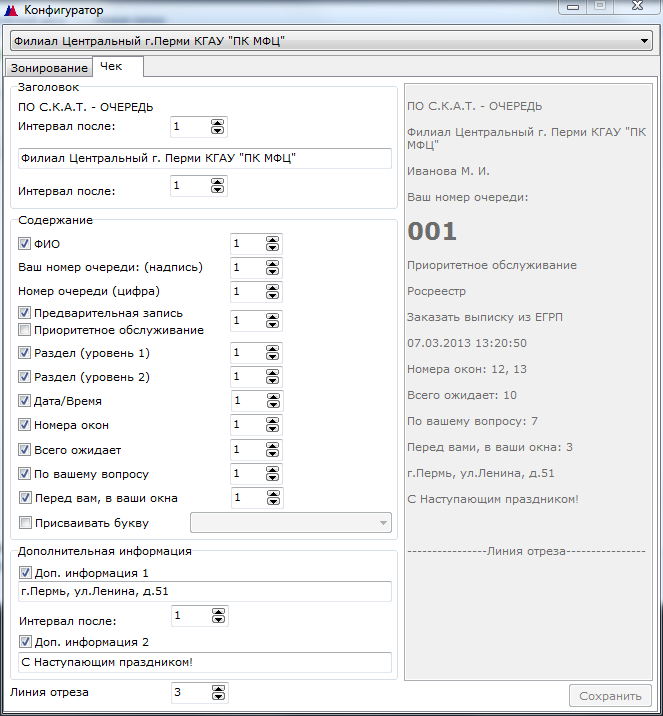 Конфигуратор
Филиал Центральный г.Перми КГАУ "ПК МФЦ"
Зонирование
Чек
Заголовок
ПО С.К.А.Т. - ОЧЕРЕДЬ
Интервал после: 1
Филиал Центральный г. Перми КГАУ "ПК МФЦ"
Интервал после: 1
Содержание
ФИО 1
Ваш номер очереди: (надпись) 1
Номер очереди (цифра) 1
Предварительная запись 1
Приоритетное обслуживание
Раздел (уровень 1) 1
Раздел (уровень 2) 1
Дата/Время 1
Номера окон 1
Всего ожидает 1
По вашему вопросу 1
Перед вам, в ваши окна 1
Присваивать букву
Дополнительная информация
Доп. информация 1
г.Пермь, ул.Ленина, д.51
Интервал после: 1
Доп. информация 2
С Наступающим праздником!
Линия отреза 3
ПО С.К.А.Т. - ОЧЕРЕДЬ
Филиал Центральный г. Перми КГАУ "ПК
МФЦ"
Иванова М. И.
Ваш номер очереди:
001
Приоритетное обслуживание
Росреестр
Заказать выписку из ЕГРП
07.03.2013 13:20:50
Номера окон: 12, 13
Всего ожидает: 10
По вашему вопросу: 7
Перед вами, в ваши окна: 3
г.Пермь, ул.Ленина, д.51
С Наступающим праздником!
----------------Линия отреза----------------
Сохранить